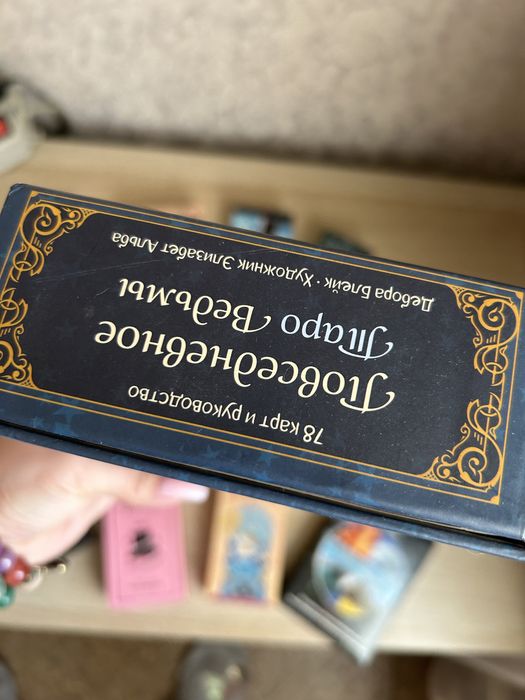 78 карт и руководство
Повседневное
Таро Ведьмы
Дебора Блейк · Художник Элизабет Альба